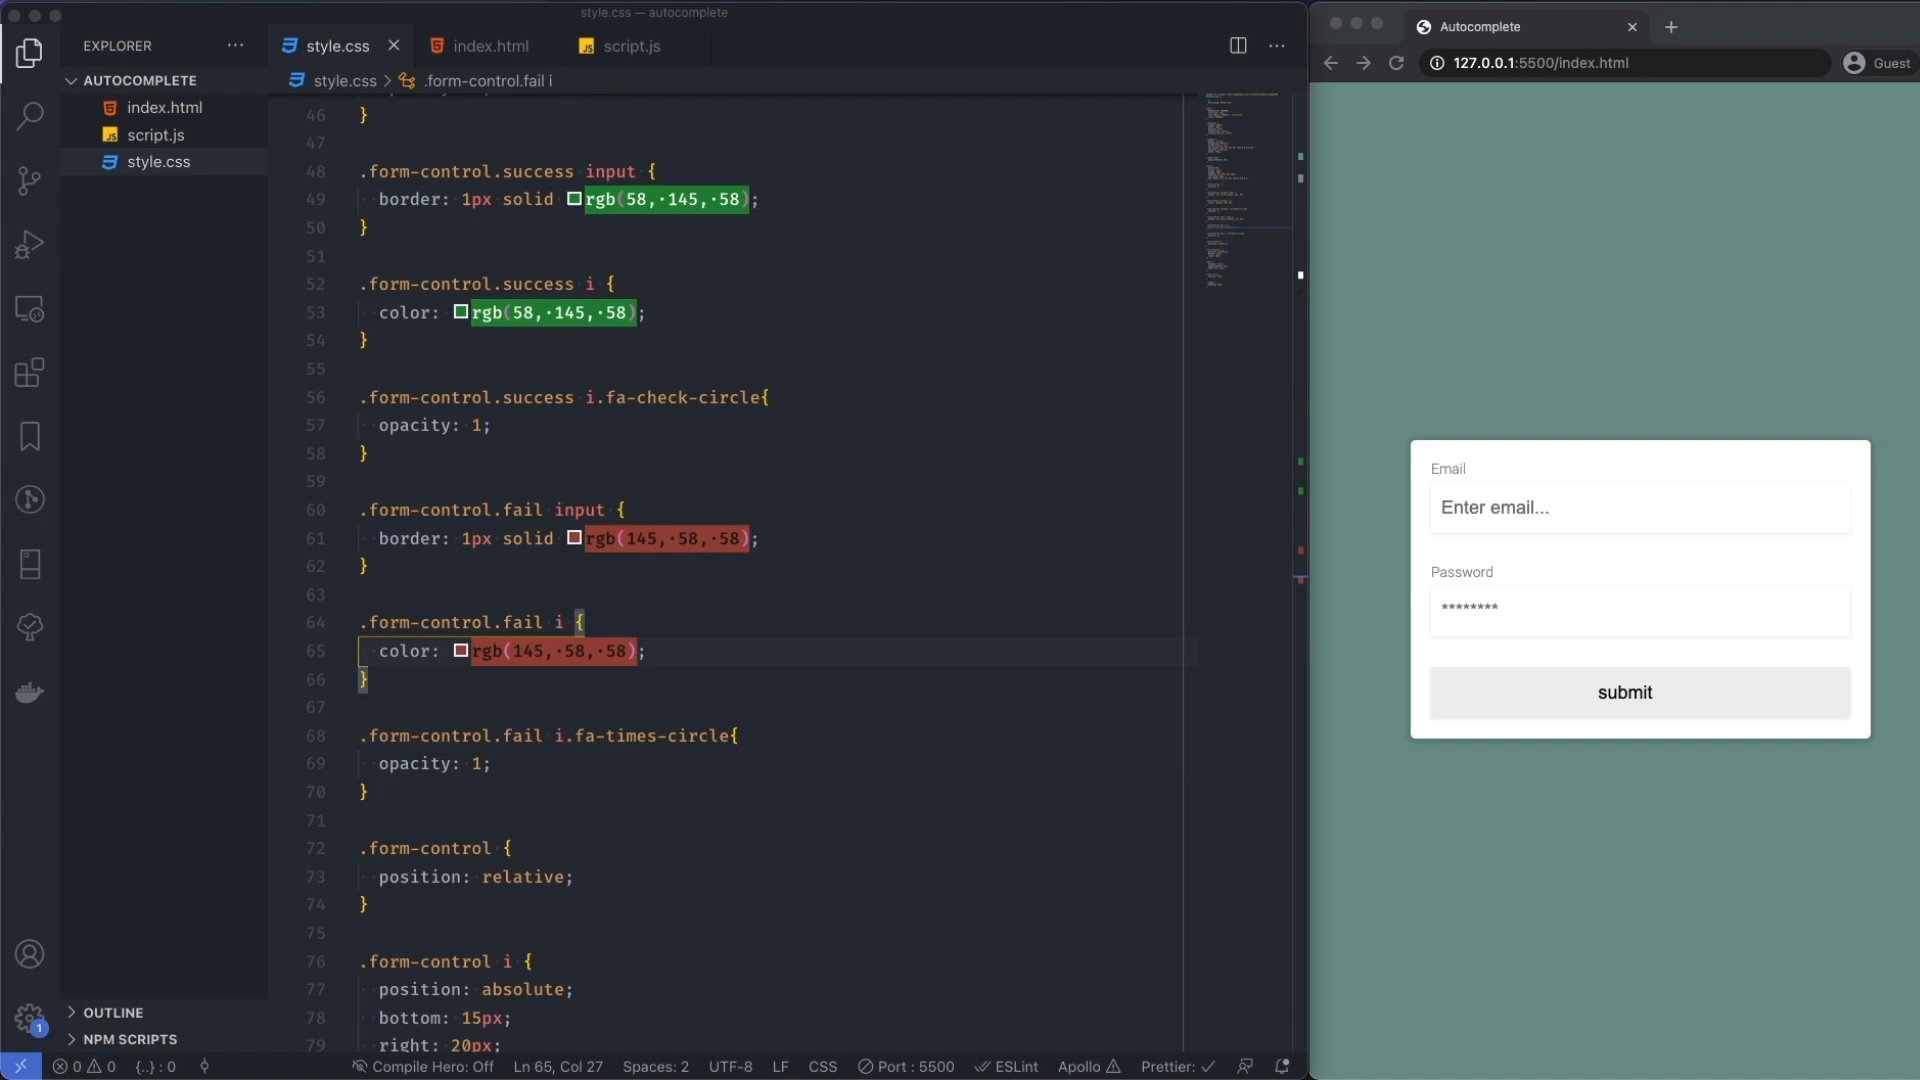 style.css — autocomplete
EXPLORER
style.css
index.html
script.js
AUTOCOMPLETE
index.html
script.js
style.css
style.css > .form-control.fail i
46 }
47
48 .form-control.success input {
49 border: 1px solid rgb(58, 145, 58);
50 }
51
52 .form-control.success i {
53 color: rgb(58, 145, 58);
54 }
55
56 .form-control.success i.fa-check-circle{
57 opacity: 1;
58 }
59
60 .form-control.fail input {
61 border: 1px solid rgb(145, 58, 58);
62 }
63
64 .form-control.fail i {
65 color: rgb(145, 58, 58);
66 }
67
68 .form-control.fail i.fa-times-circle{
69 opacity: 1;
70 }
71
72 .form-control {
73 position: relative;
74 }
75
76 .form-control i {
77 position: absolute;
78 bottom: 15px;
79 right: 20px;
OUTLINE
NPM SCRIPTS
1
0 0 {..} : 0 Compile Hero: Off Ln 65, Col 27 Spaces: 2 UTF-8 LF CSS Port : 5500 ESLint Apollo Prettier:
Autocomplete
127.0.0.1:5500/index.html
Guest
Email
Enter email...
Password
********
submit